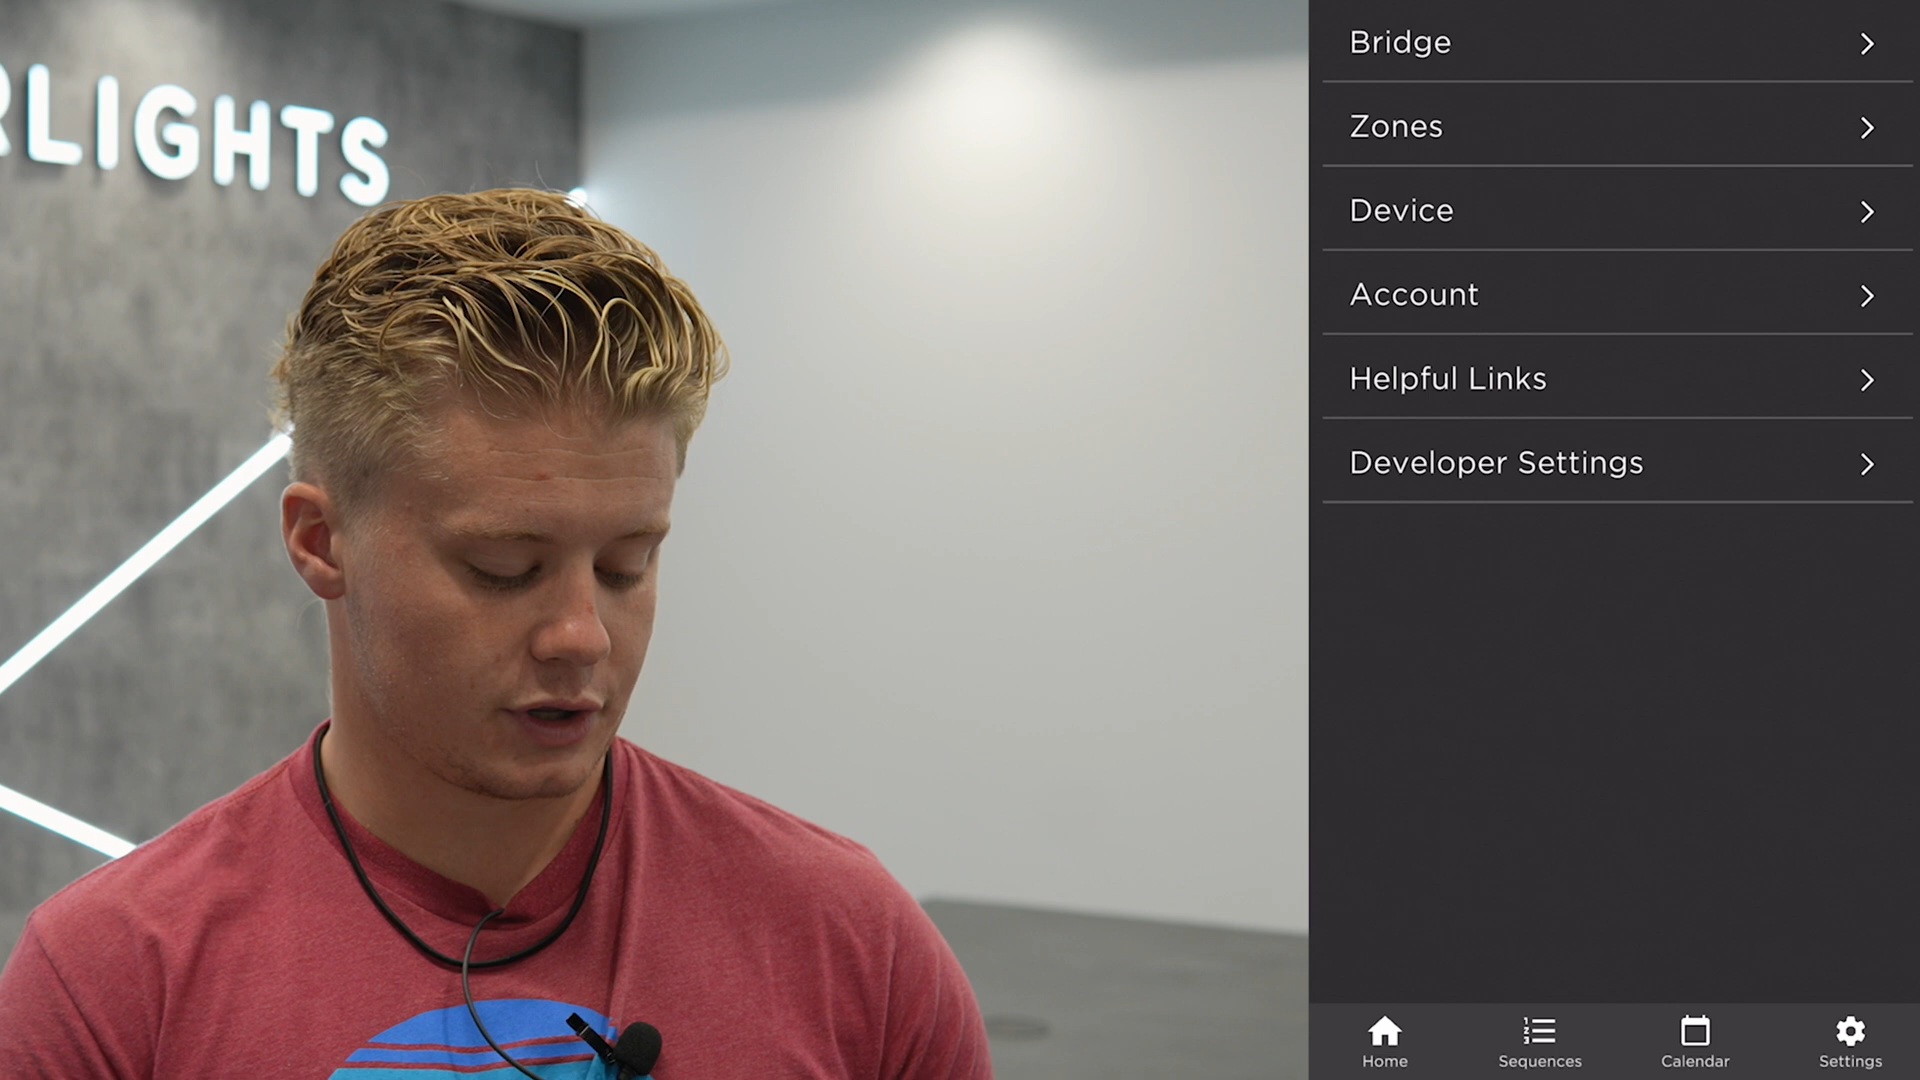 RLIGHTS
Bridge
Zones
Device
Account
Helpful Links
Developer Settings
Home
Sequences
Calendar
Settings